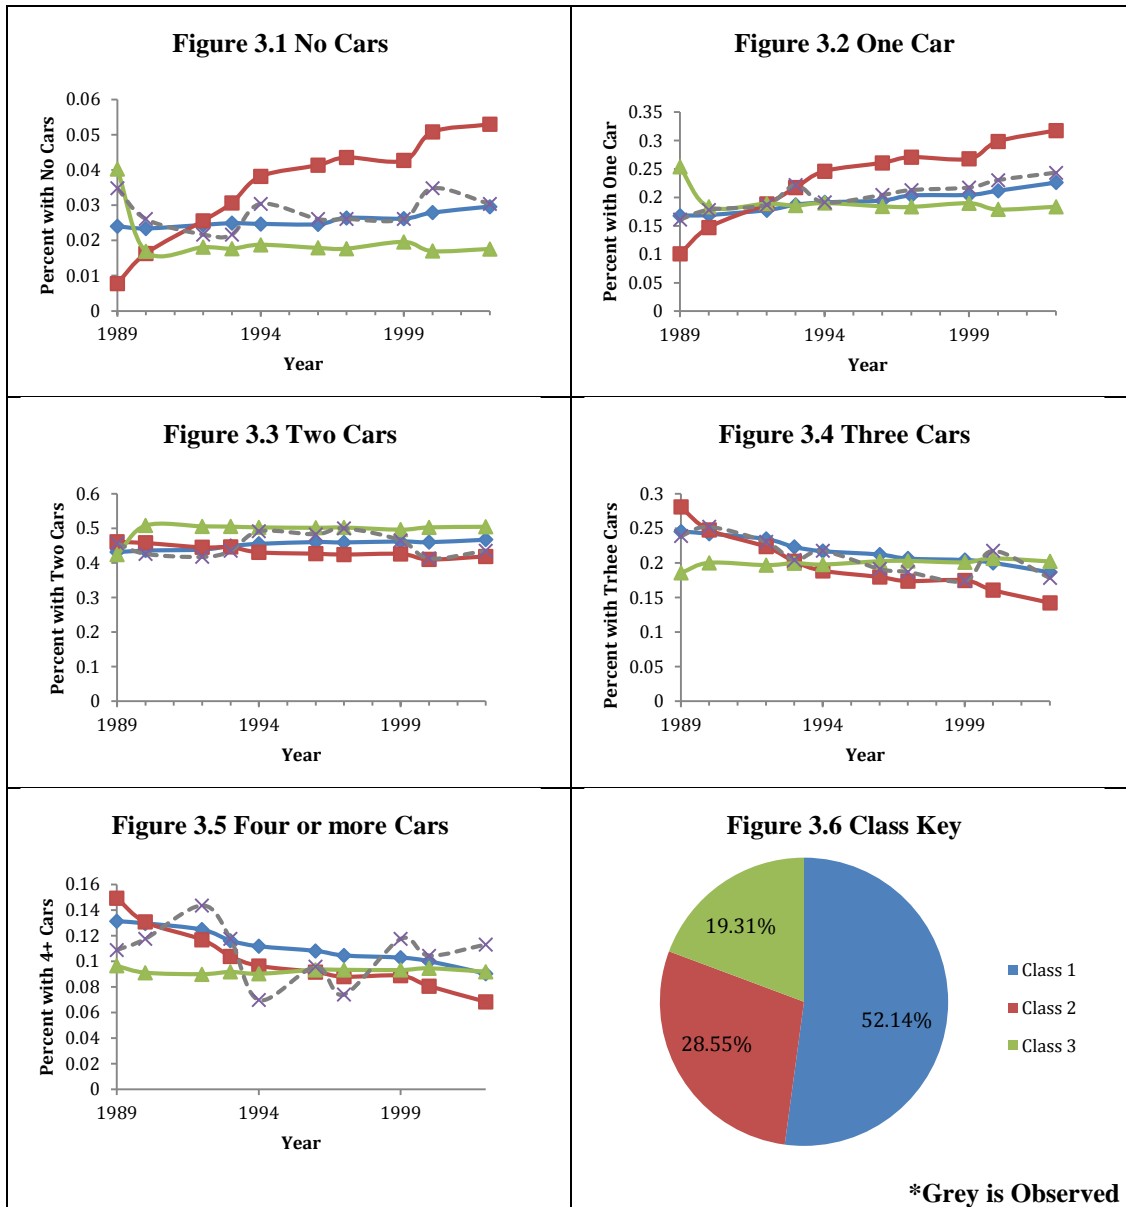 Figure 3.1 No Cars
Percent with No Cars
0.06
0.05
0.04
0.03
0.02
0.01
0
1989 1994 1999
Year
Figure 3.2 One Car
Percent with One Car
0.35
0.3
0.25
0.2
0.15
0.1
0.05
0
1989 1994 1999
Year
Figure 3.3 Two Cars
Percent with Two Cars
0.6
0.5
0.4
0.3
0.2
0.1
0
1989 1994 1999
Year
Figure 3.4 Three Cars
Percent with Trhee Cars
0.3
0.25
0.2
0.15
0.1
0.05
0
1989 1994 1999
Year
Figure 3.5 Four or more Cars
Percent with 4+ Cars
0.16
0.14
0.12
0.1
0.08
0.06
0.04
0.02
0
1989 1994 1999
Year
Figure 3.6 Class Key
19.31%
28.55%
52.14%
Class 1
Class 2
Class 3
*Grey is Observed